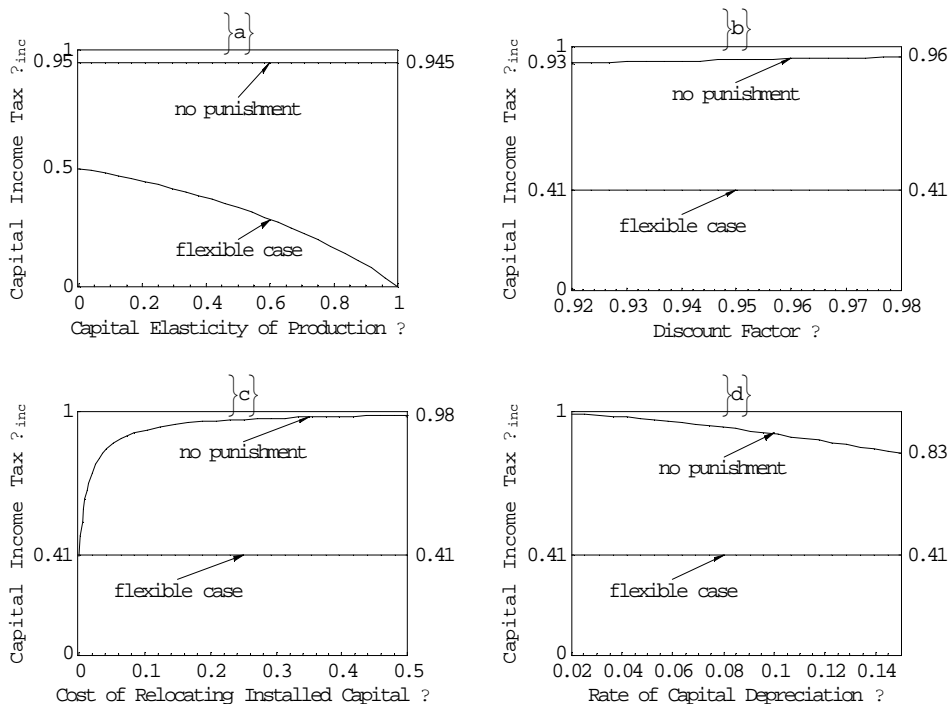 }a}
Capital Income Tax ?inc
1
0.95
0.5
0
0.945
no punishment
flexible case
0 0.2 0.4 0.6 0.8 1
Capital Elasticity of Production ?
}b}
Capital Income Tax ?inc
1
0.93
0.41
0
0.96
0.41
no punishment
flexible case
0.92 0.93 0.94 0.95 0.96 0.97 0.98
Discount Factor ?
}c}
Capital Income Tax ?inc
1
0.41
0
0.98
0.41
no punishment
flexible case
0 0.1 0.2 0.3 0.4 0.5
Cost of Relocating Installed Capital ?
}d}
Capital Income Tax ?inc
1
0.41
0
0.83
0.41
no punishment
flexible case
0.02 0.04 0.06 0.08 0.1 0.12 0.14
Rate of Capital Depreciation ?